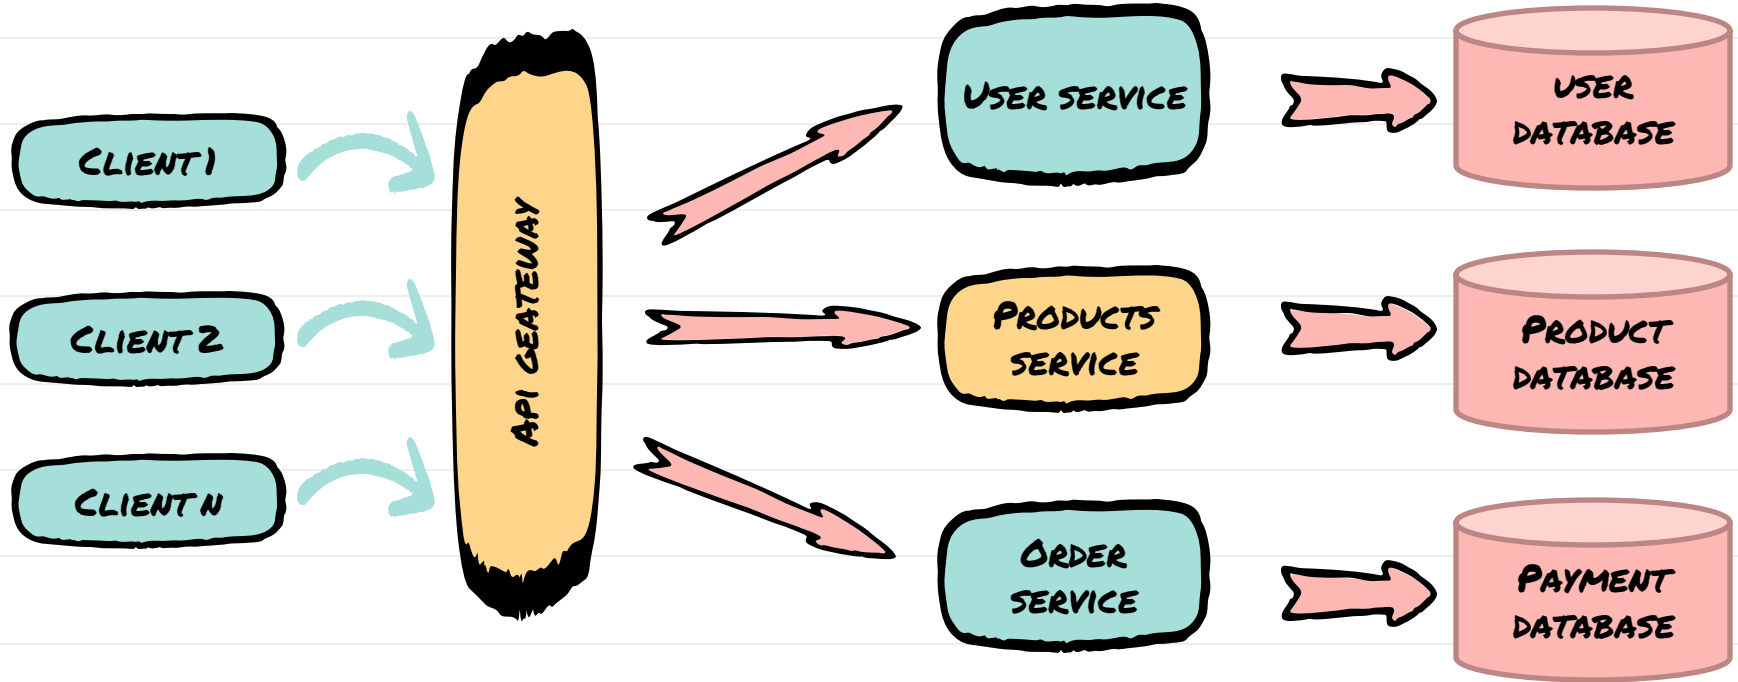 Client 1
Client 2
Client n
Api geateway
User service
Products
service
Order
service
user
database
Product
database
Payment
database